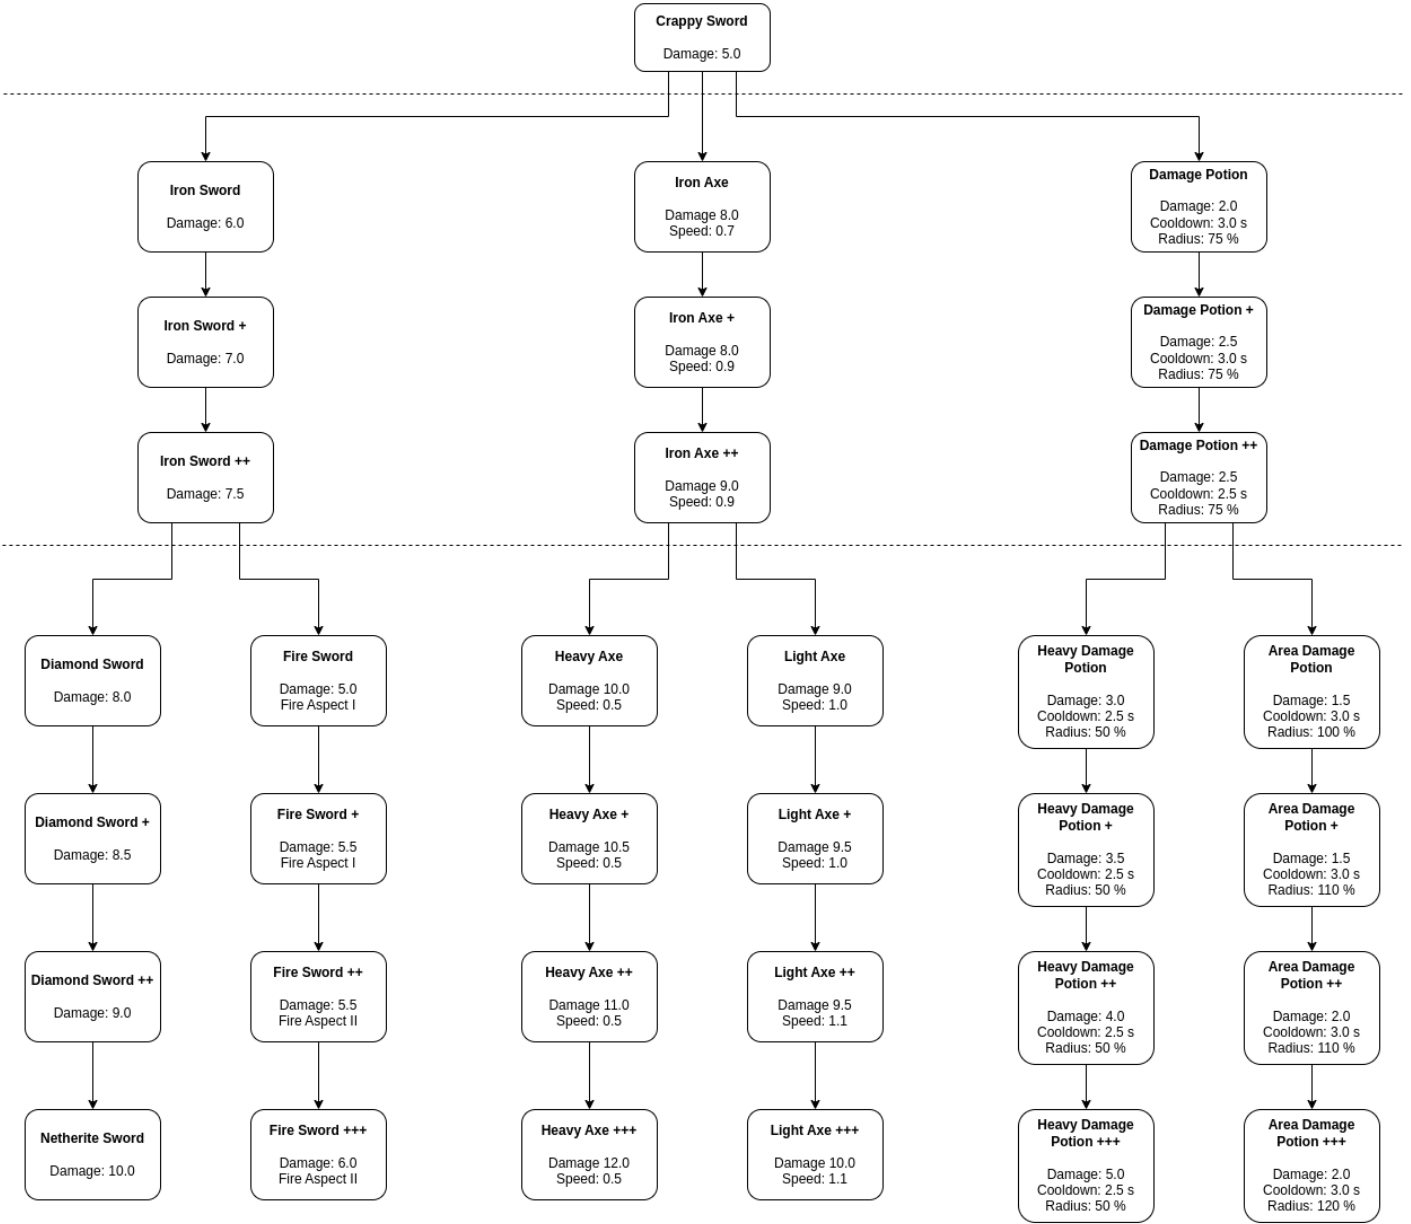 Crappy Sword
Damage: 5.0
Iron Sword
Damage: 6.0
Iron Axe
Damage 8.0
Speed: 0.7
Damage Potion
Damage: 2.0
Cooldown: 3.0 s
Radius: 75 %
Iron Sword +
Damage: 7.0
Iron Axe +
Damage 8.0
Speed: 0.9
Damage Potion +
Damage: 2.5
Cooldown: 3.0 s
Radius: 75 %
Iron Sword ++
Damage: 7.5
Iron Axe ++
Damage 9.0
Speed: 0.9
Damage Potion ++
Damage: 2.5
Cooldown: 2.5 s
Radius: 75 %
Diamond Sword
Damage: 8.0
Fire Sword
Damage: 5.0
Fire Aspect I
Heavy Axe
Damage 10.0
Speed: 0.5
Light Axe
Damage 9.0
Speed: 1.0
Heavy Damage
Potion
Damage: 3.0
Cooldown: 2.5 s
Radius: 50 %
Area Damage
Potion
Damage: 1.5
Cooldown: 3.0 s
Radius: 100 %
Diamond Sword +
Damage: 8.5
Fire Sword +
Damage: 5.5
Fire Aspect I
Heavy Axe +
Damage 10.5
Speed: 0.5
Light Axe +
Damage 9.5
Speed: 1.0
Heavy Damage
Potion +
Damage: 3.5
Cooldown: 2.5 s
Radius: 50 %
Area Damage
Potion +
Damage: 1.5
Cooldown: 3.0 s
Radius: 110 %
Diamond Sword ++
Damage: 9.0
Fire Sword ++
Damage: 5.5
Fire Aspect II
Heavy Axe ++
Damage 11.0
Speed: 0.5
Light Axe ++
Damage 9.5
Speed: 1.1
Heavy Damage
Potion ++
Damage: 4.0
Cooldown: 2.5 s
Radius: 50 %
Area Damage
Potion ++
Damage: 2.0
Cooldown: 3.0 s
Radius: 110 %
Netherite Sword
Damage: 10.0
Fire Sword +++
Damage: 6.0
Fire Aspect II
Heavy Axe +++
Damage 12.0
Speed: 0.5
Light Axe +++
Damage 10.0
Speed: 1.1
Heavy Damage
Potion +++
Damage: 5.0
Cooldown: 2.5 s
Radius: 50 %
Area Damage
Potion +++
Damage: 2.0
Cooldown: 3.0 s
Radius: 120 %